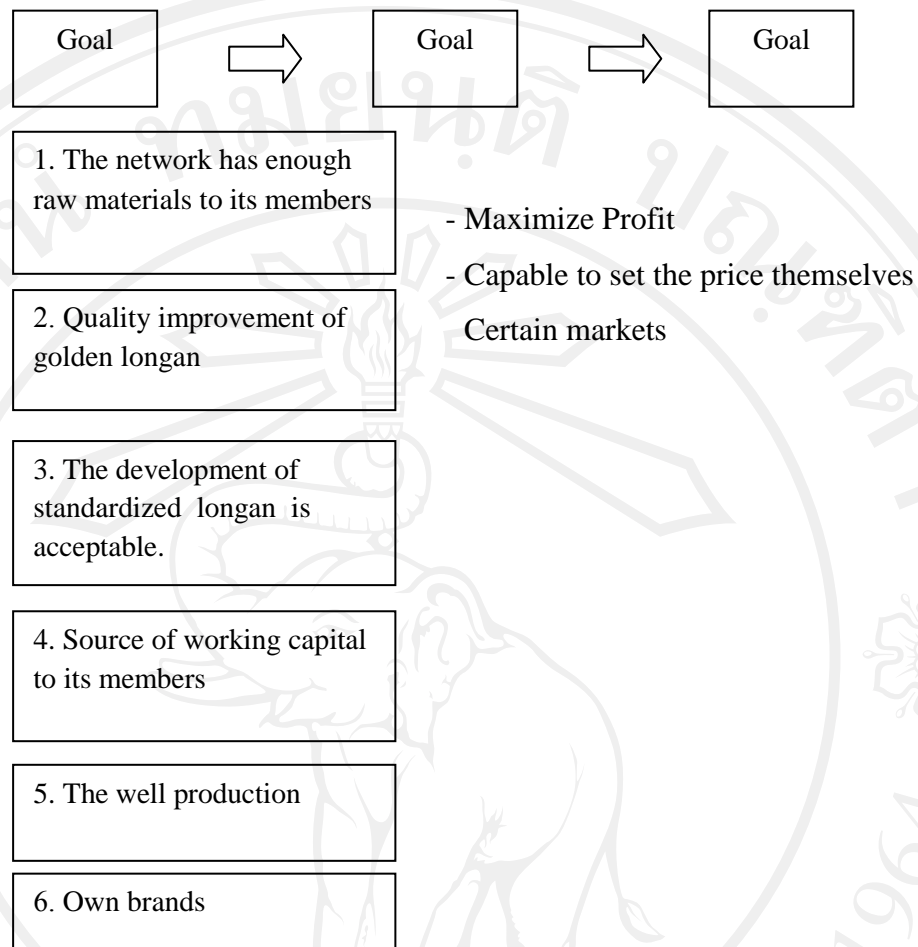 Goal
Goal
Goal
1. The network has enough
raw materials to its members
- Maximize Profit
- Capable to set the price themselves
Certain markets
2. Quality improvement of
golden longan
3. The development of
standardized longan is
acceptable.
4. Source of working capital
to its members
5. The well production
6. Own brands
1964